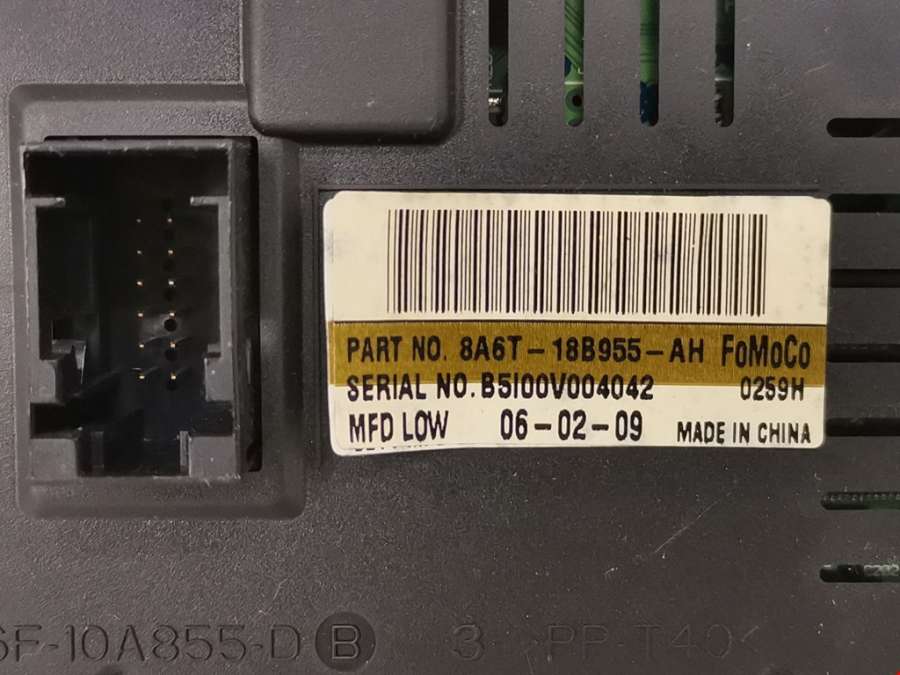 PART NO. 8A6T-18B955-AH FoMoCo
SERIAL NO. B5I00V004042 0259H
MFD LOW 06-02-09 MADE IN CHINA
6F-10A855-D B 3 PP-T40<